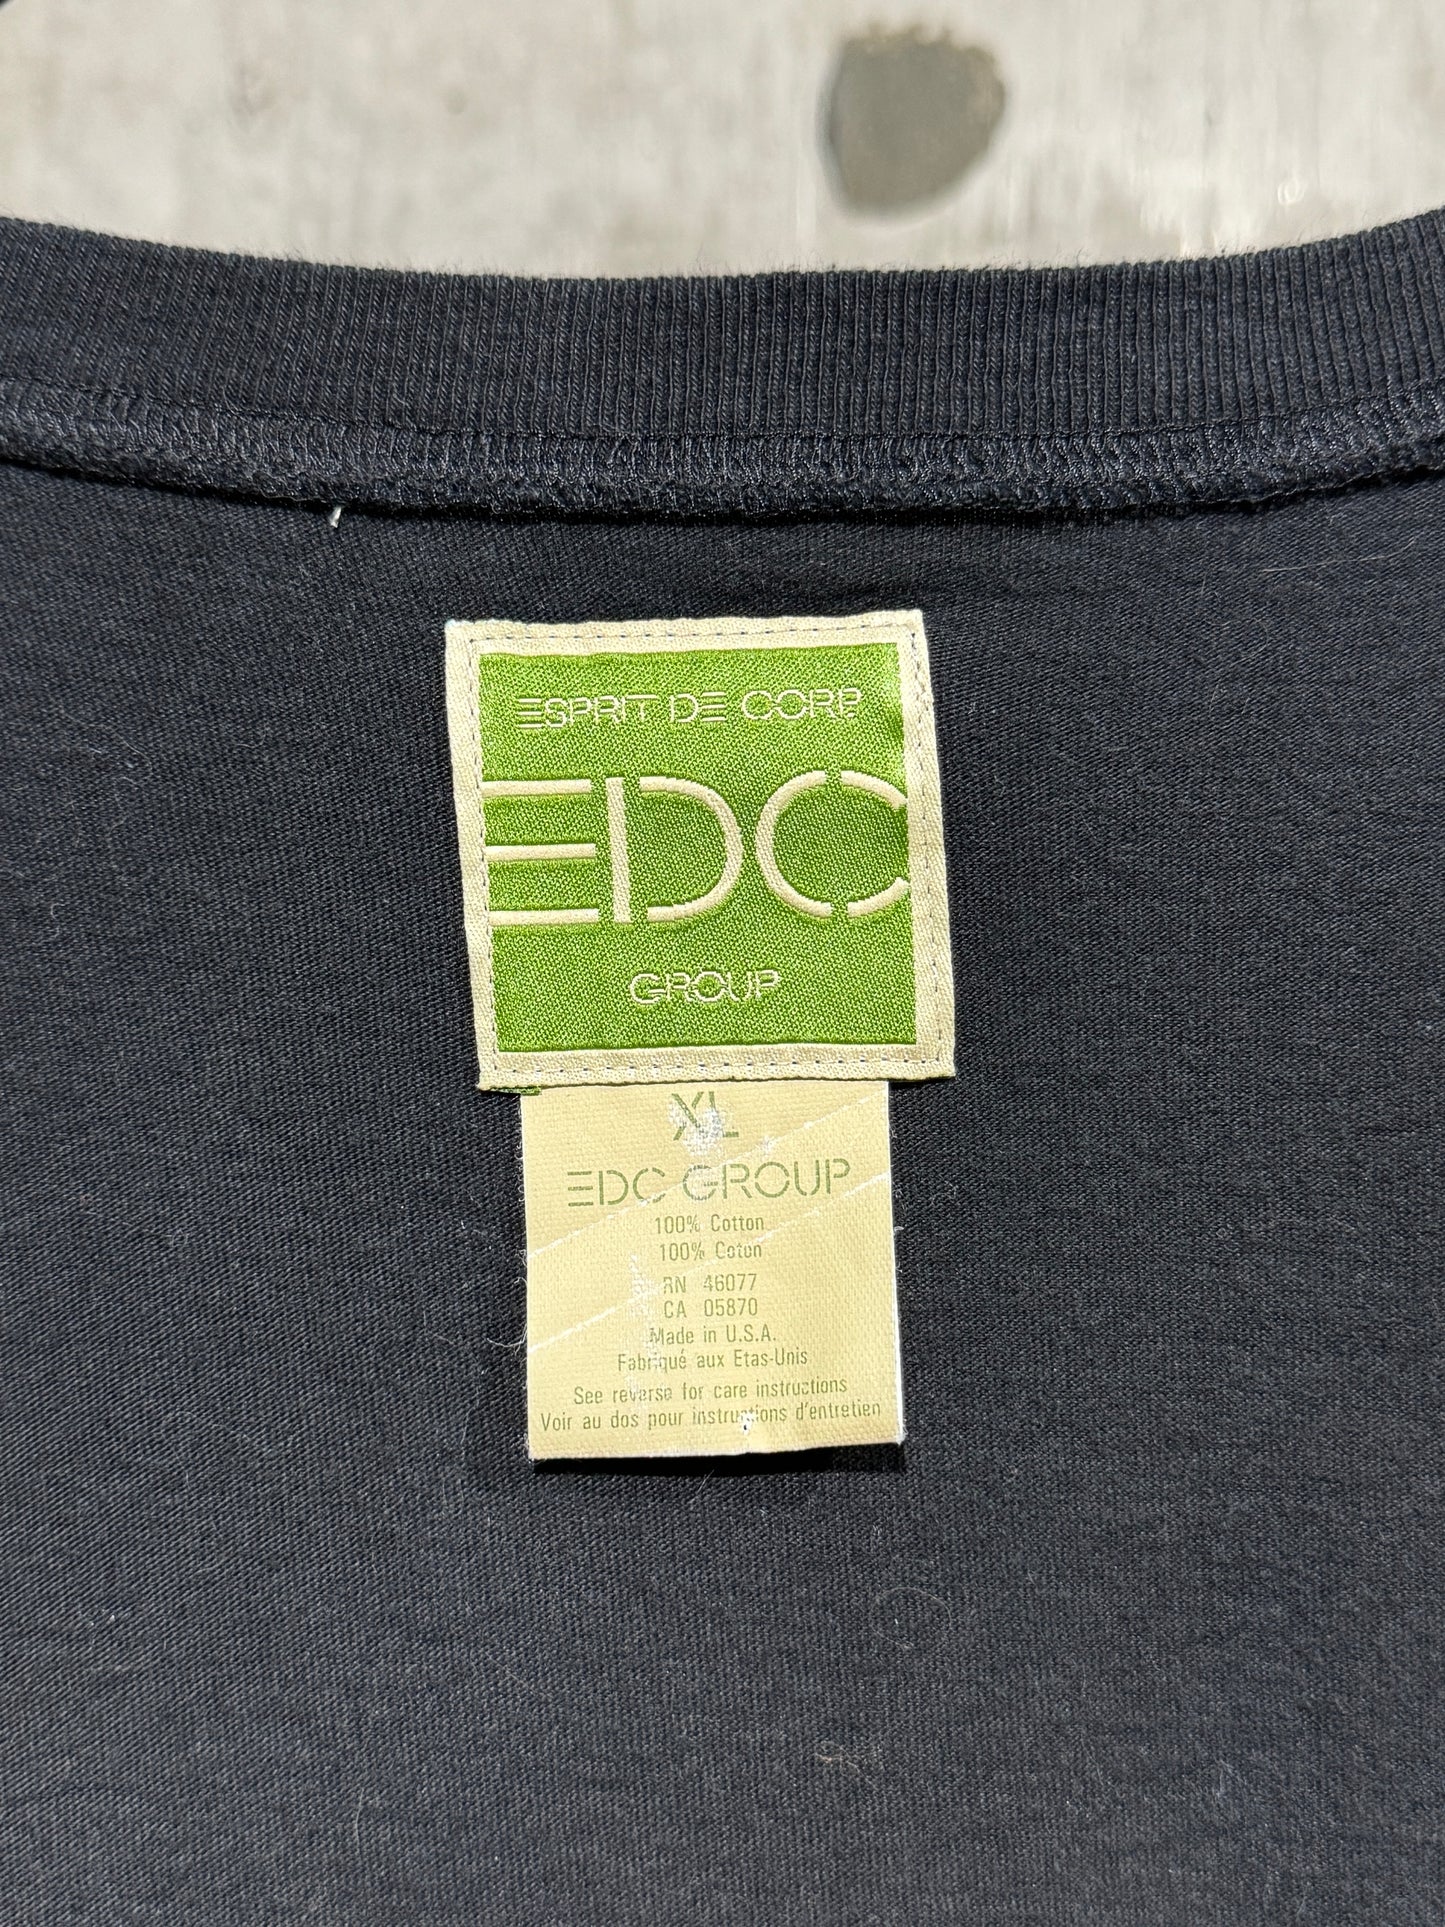 ESPRIT DE CORP.
EDC
GROUP
XL
EDC GROUP
100% Cotton
100% Coton
RN 46077
CA 05870
Made in U.S.A.
Fabriqué aux Etas-Unis
See reverse for care instructions
Voir au dos pour instructions d'entretien